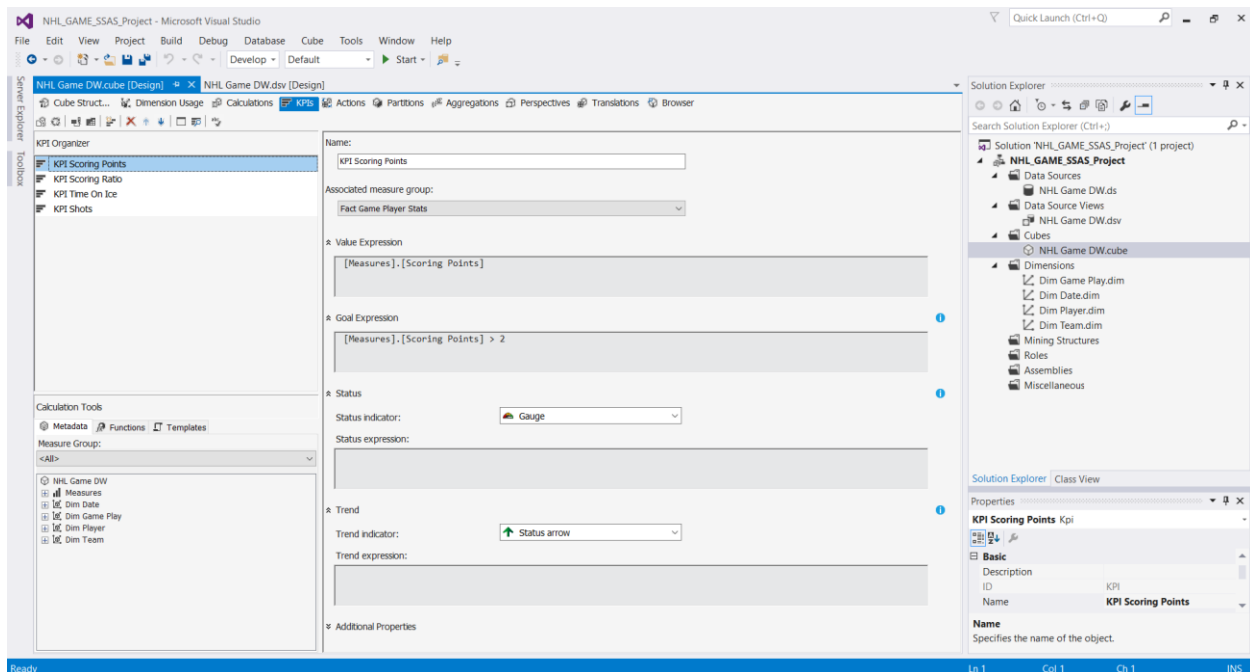 NHL_GAME_SSAS_Project - Microsoft Visual Studio
Quick Launch (Ctrl+Q)
File Edit View Project Build Debug Database Cube Tools Window Help
Develop Default Start
Server Explorer
Toolbox
NHL Game DW.cube [Design] NHL Game DW.dsv [Design]
Cube Struct... Dimension Usage Calculations KPIs Actions Partitions Aggregations Perspectives Translations Browser
KPI Organizer
KPI Scoring Points
KPI Scoring Ratio
KPI Time On Ice
KPI Shots
Calculation Tools
Metadata Functions Templates
Measure Group:
<All>
NHL Game DW
Measures
Dim Date
Dim Game Play
Dim Player
Dim Team
Name:
KPI Scoring Points
Associated measure group:
Fact Game Player Stats
Value Expression
[Measures].[Scoring Points]
Goal Expression
[Measures].[Scoring Points] > 2
Status
Status indicator: Gauge
Status expression:
Trend
Trend indicator: Status arrow
Trend expression:
Additional Properties
Solution Explorer
Search Solution Explorer (Ctrl+;)
Solution 'NHL_GAME_SSAS_Project' (1 project)
NHL_GAME_SSAS_Project
Data Sources
NHL Game DW.ds
Data Source Views
NHL Game DW.dsv
Cubes
NHL Game DW.cube
Dimensions
Dim Game Play.dim
Dim Date.dim
Dim Player.dim
Dim Team.dim
Mining Structures
Roles
Assemblies
Miscellaneous
Solution Explorer Class View
Properties
KPI Scoring Points Kpi
Basic
Description
ID KPI
Name KPI Scoring Points
Name
Specifies the name of the object.
Ready Ln 1 Col 1 Ch 1 INS